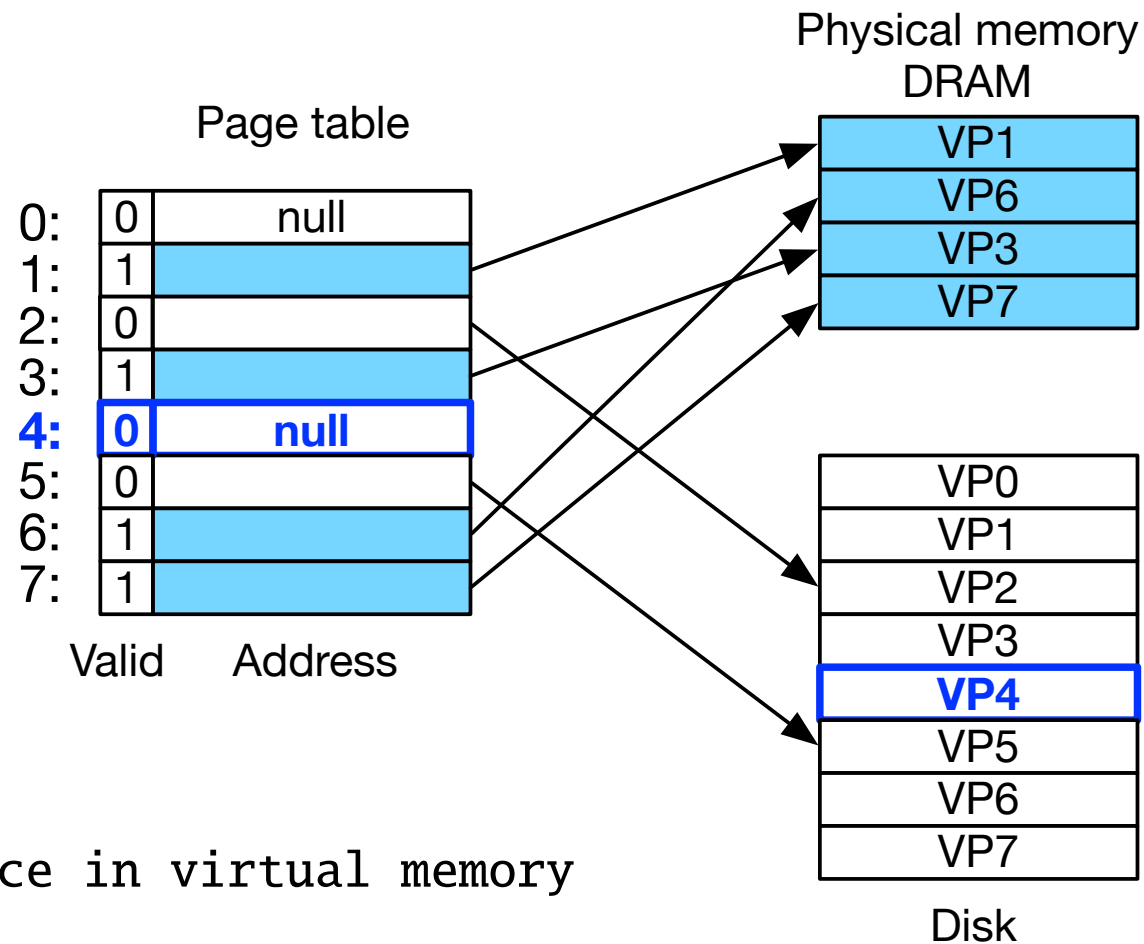 Physical memory
DRAM
Page table
VP1
VP6
VP3
VP7
0: 0 null
1: 1
2: 0
3: 1
4: 0 null
5: 0
6: 1
7: 1
Valid Address
VP0
VP1
VP2
VP3
VP4
VP5
VP6
VP7
Disk
ce in virtual memory